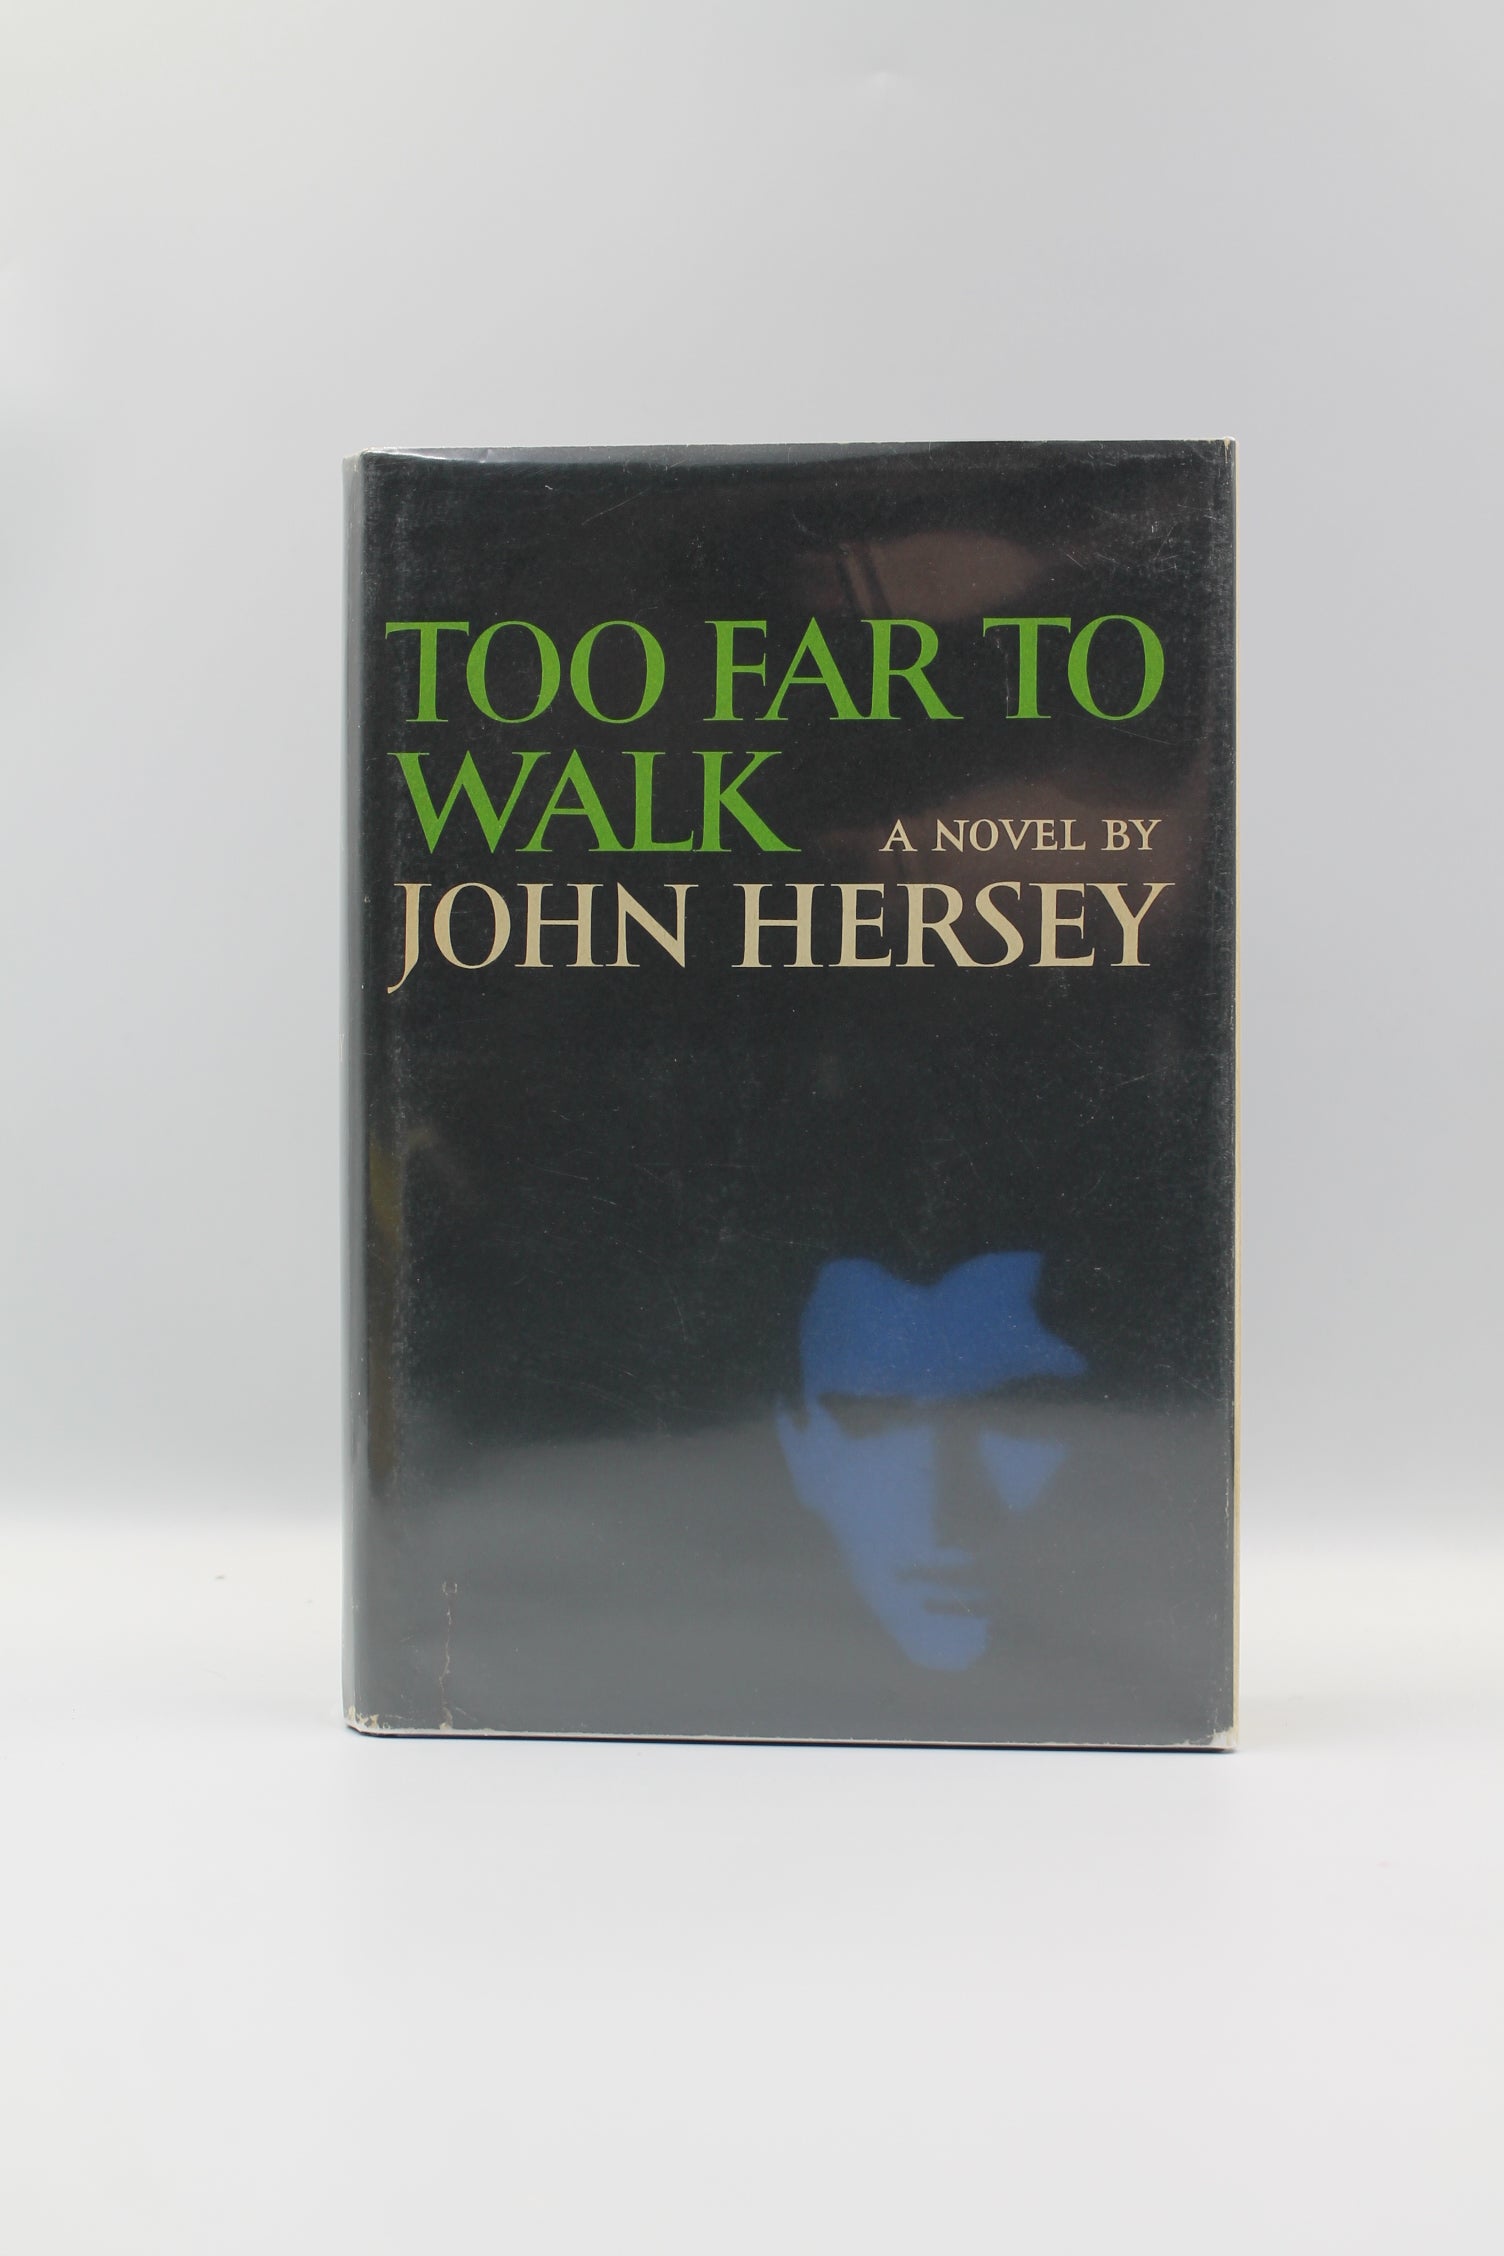 TOO FAR TO
WALK
A NOVEL BY
JOHN HERSEY